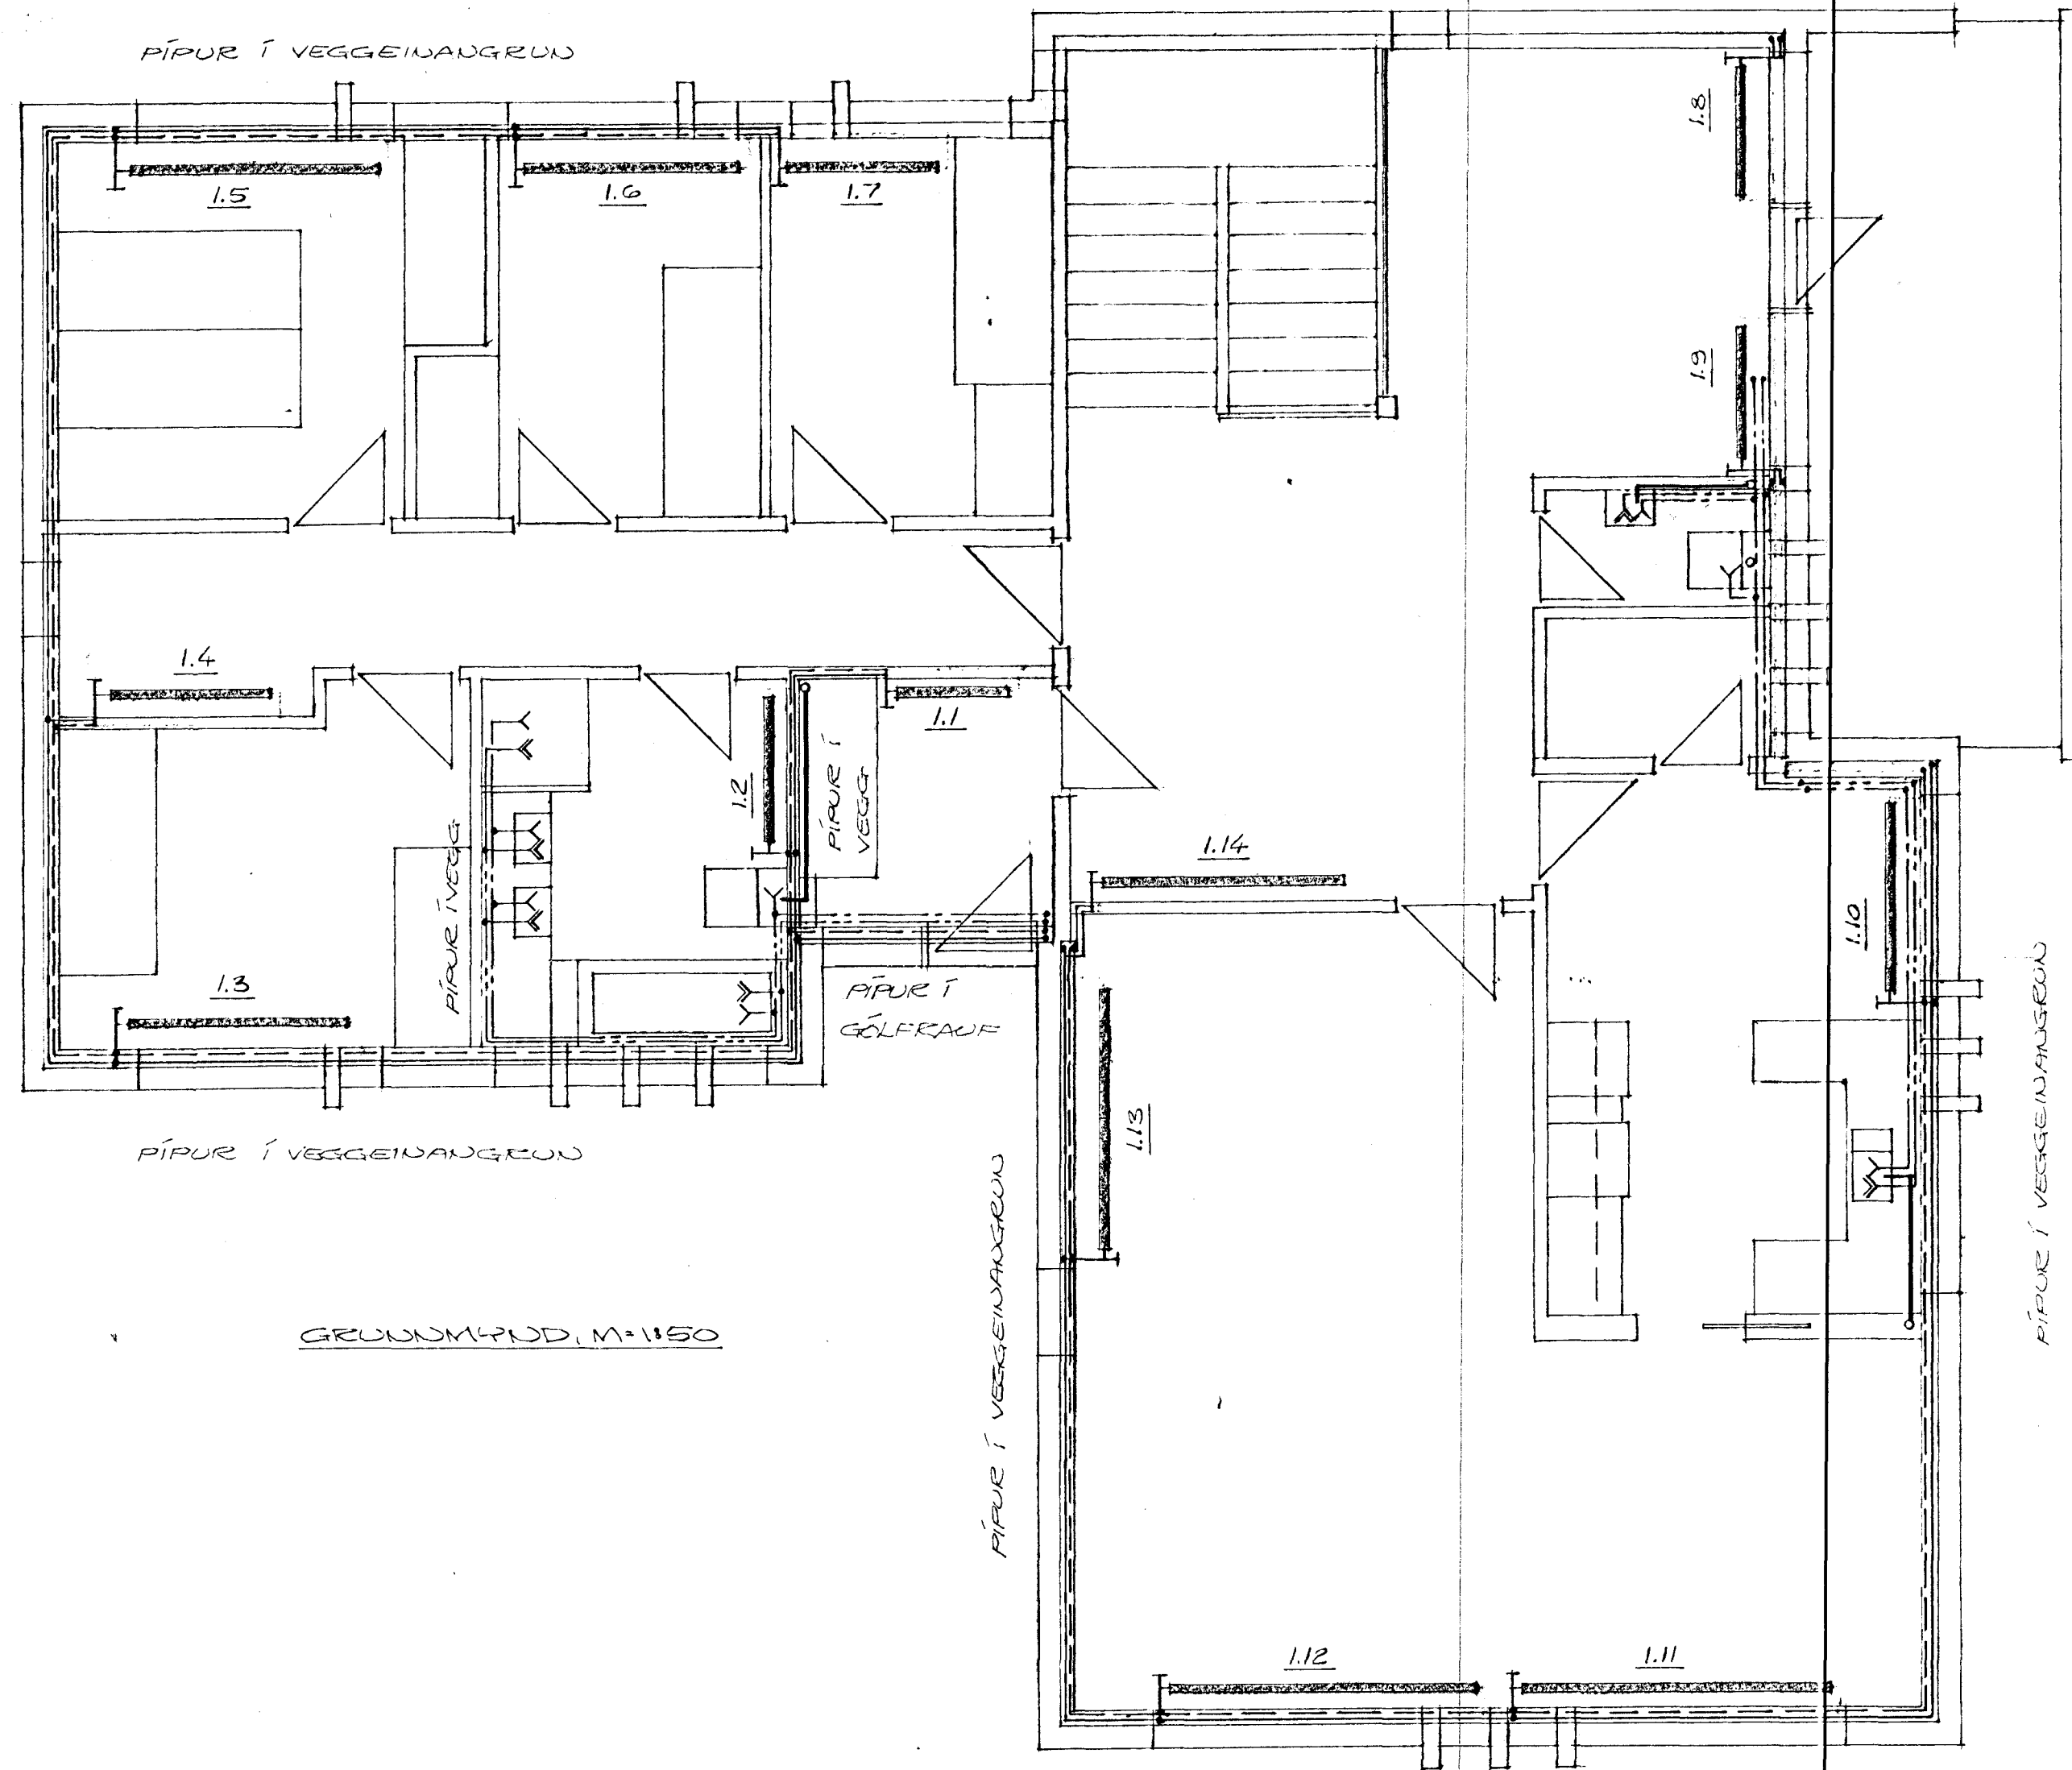 PÍPUR Í VEGGEINANGRUN
1.8
1.5
1.6
1.7
1.9
1.4
1.1
1.2
PÍPUR Í
VEGG
PÍPUR Í VEGG
1.14
1.10
1.3
PÍPUR Í
GÓLFRAUF
1.13
PÍPUR Í VEGGEINANGRUN
PÍPUR Í VEGGEINANGRUN
PÍPUR Í VEGGEINANGRUN
GRUNNMYND, M=1:50
1.12
1.11